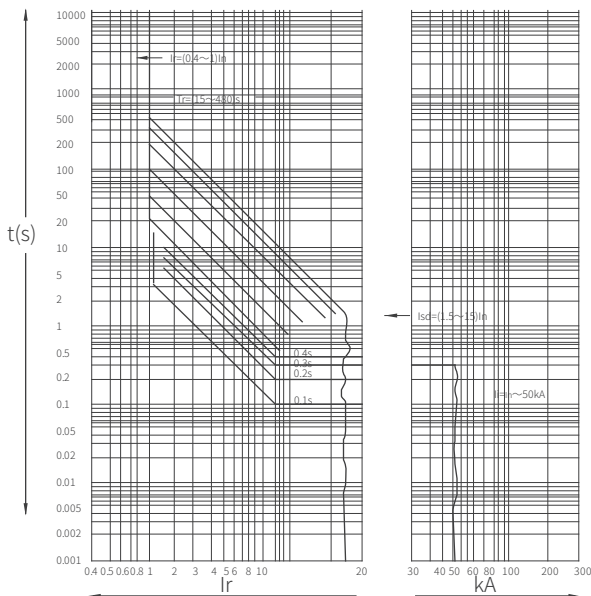 10000
5000
2000
1000
500
200
100
50
20
10
5
2
1
0.5
0.2
0.1
0.05
0.02
0.01
0.005
0.002
0.001
t(s)
Ir=(0.4～1)In
Tr=(15～480)s
Isd=(1.5～15)In
0.4s
0.3s
0.2s
0.1s
Ii=In～50kA
0.4 0.5 0.6 0.8 1 2 3 4 5 6 8 10 20
30 40 50 60 80 100 200 300
Ir
kA